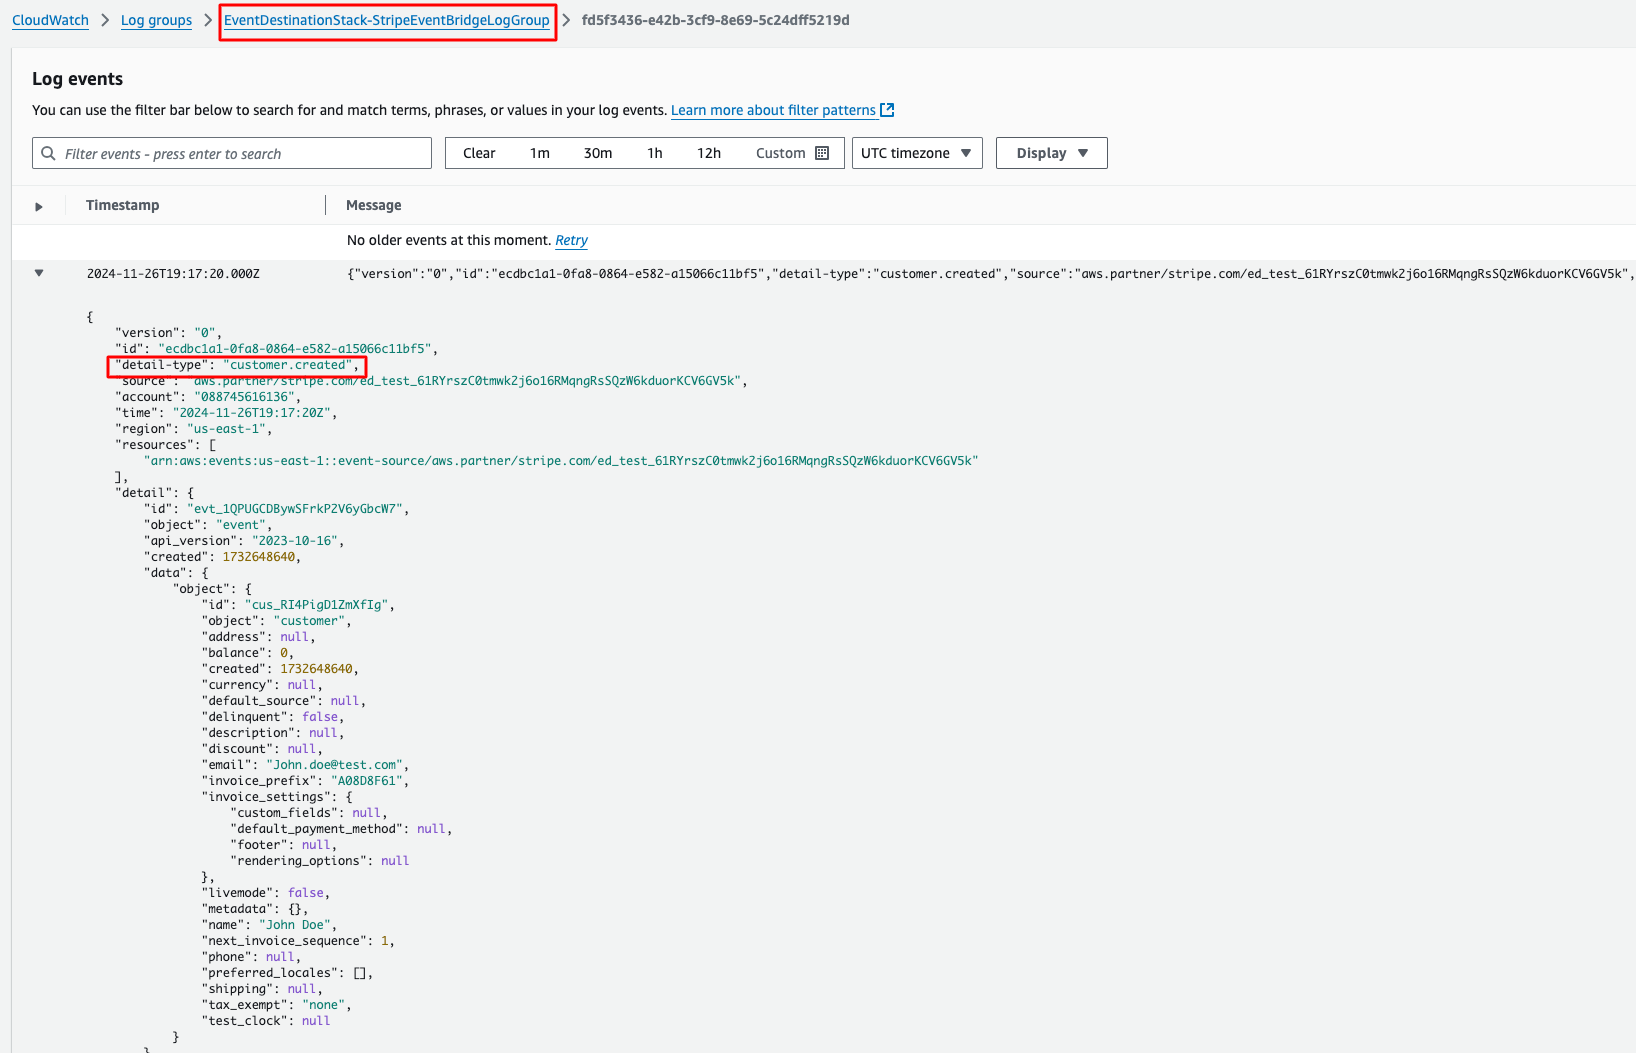 CloudWatch > Log groups > EventDestinationStack-StripeEventBridgeLogGroup > fd5f3436-e42b-3cf9-8e69-5c24dff5219d
Log events
You can use the filter bar below to search for and match terms, phrases, or values in your log events. Learn more about filter patterns
Filter events - press enter to search Clear 1m 30m 1h 12h Custom UTC timezone Display
Timestamp Message
No older events at this moment. Retry
2024-11-26T19:17:20.000Z {"version":"0","id":"ecdbc1a1-0fa8-0864-e582-a15066c11bf5","detail-type":"customer.created","source":"aws.partner/stripe.com/ed_test_61RYrszC0tmwk2j6o16RMqngRsSQzW6kduorKCV6GV5k",
{
"version": "0",
"id": "ecdbc1a1-0fa8-0864-e582-a15066c11bf5",
"detail-type": "customer.created",
"source": "aws.partner/stripe.com/ed_test_61RYrszC0tmwk2j6o16RMqngRsSQzW6kduorKCV6GV5k",
"account": "088745616136",
"time": "2024-11-26T19:17:20Z",
"region": "us-east-1",
"resources": [
"arn:aws:events:us-east-1::event-source/aws.partner/stripe.com/ed_test_61RYrszC0tmwk2j6o16RMqngRsSQzW6kduorKCV6GV5k"
],
"detail": {
"id": "evt_1QPUGCDBywSFrkP2V6yGbcW7",
"object": "event",
"api_version": "2023-10-16",
"created": 1732648640,
"data": {
"object": {
"id": "cus_RI4PigD1ZmXfIg",
"object": "customer",
"address": null,
"balance": 0,
"created": 1732648640,
"currency": null,
"default_source": null,
"delinquent": false,
"description": null,
"discount": null,
"email": "John.doe@test.com",
"invoice_prefix": "A08D8F61",
"invoice_settings": {
"custom_fields": null,
"default_payment_method": null,
"footer": null,
"rendering_options": null
},
"livemode": false,
"metadata": {},
"name": "John Doe",
"next_invoice_sequence": 1,
"phone": null,
"preferred_locales": [],
"shipping": null,
"tax_exempt": "none",
"test_clock": null
}
}